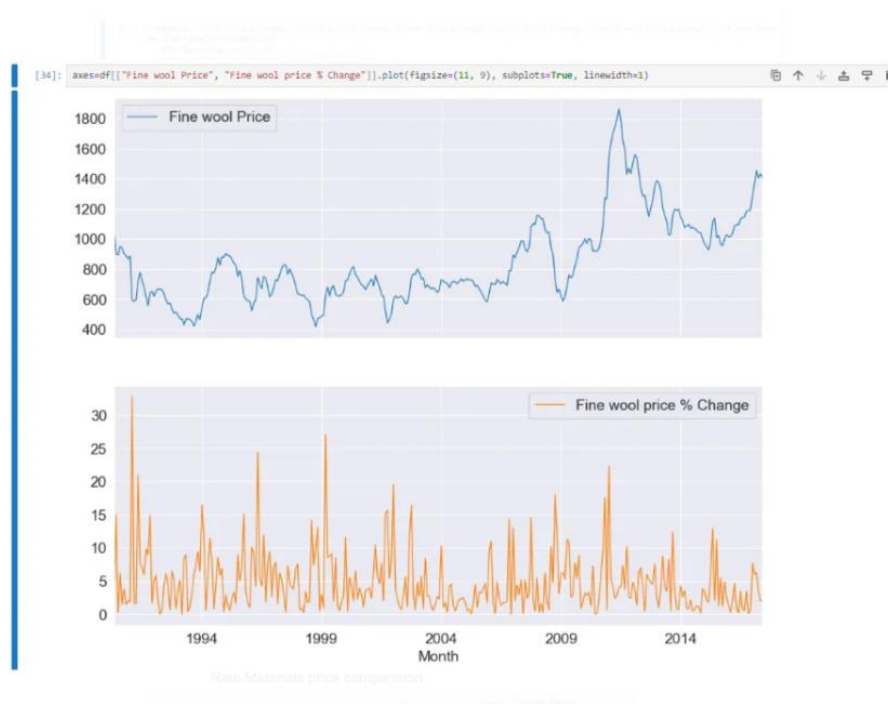 [34]: axes=df[["Fine wool Price", "Fine wool price % Change"]].plot(figsize=(11, 9), subplots=True, linewidth=1)
Fine wool Price
1800
1600
1400
1200
1000
800
600
400
Fine wool price % Change
30
25
20
15
10
5
0
1994 1999 2004 2009 2014
Month
Raw-Materials price comparision